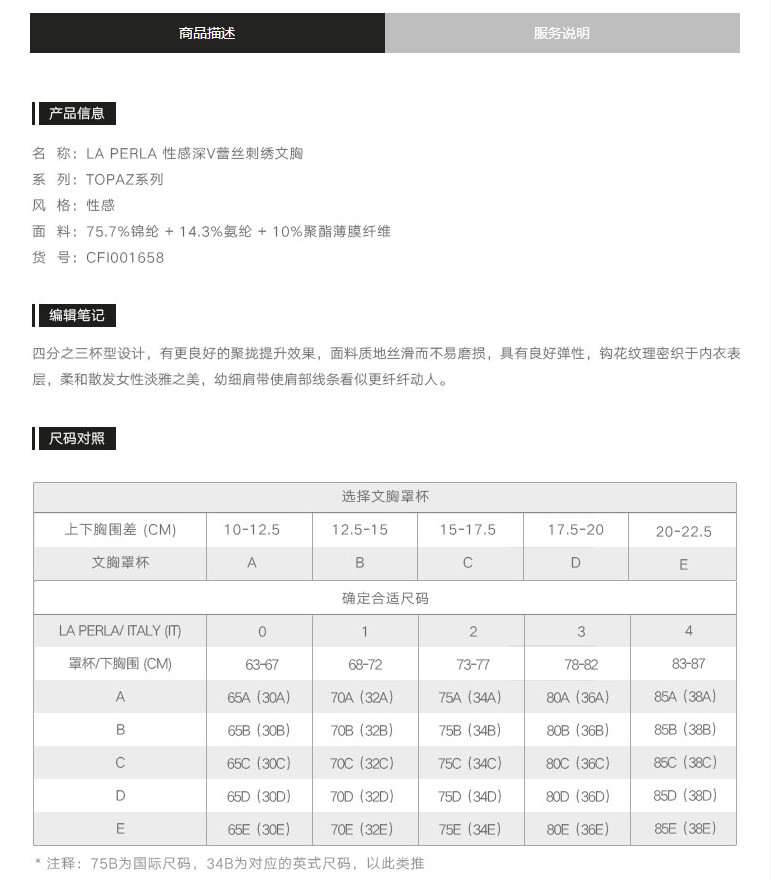 商品描述 服务说明
产品信息
名 称：LA PERLA 性感深V蕾丝刺绣文胸
系 列：TOPAZ系列
风 格：性感
面 料：75.7%锦纶 + 14.3%氨纶 + 10%聚酯薄膜纤维
货 号：CFI001658
编辑笔记
四分之三杯型设计，有更良好的聚拢提升效果，面料质地丝滑而不易磨损，具有良好弹性，钩花纹理密织于内衣表
层，柔和散发女性淡雅之美，幼细肩带使肩部线条看似更纤纤动人。
尺码对照
选择文胸罩杯
上下胸围差 (CM) 10-12.5 12.5-15 15-17.5 17.5-20 20-22.5
文胸罩杯 A B C D E
确定合适尺码
LA PERLA/ ITALY (IT) 0 1 2 3 4
罩杯/下胸围 (CM) 63-67 68-72 73-77 78-82 83-87
A 65A (30A) 70A (32A) 75A (34A) 80A (36A) 85A (38A)
B 65B (30B) 70B (32B) 75B (34B) 80B (36B) 85B (38B)
C 65C (30C) 70C (32C) 75C (34C) 80C (36C) 85C (38C)
D 65D (30D) 70D (32D) 75D (34D) 80D (36D) 85D (38D)
E 65E (30E) 70E (32E) 75E (34E) 80E (36E) 85E (38E)
* 注释：75B为国际尺码，34B为对应的英式尺码，以此类推